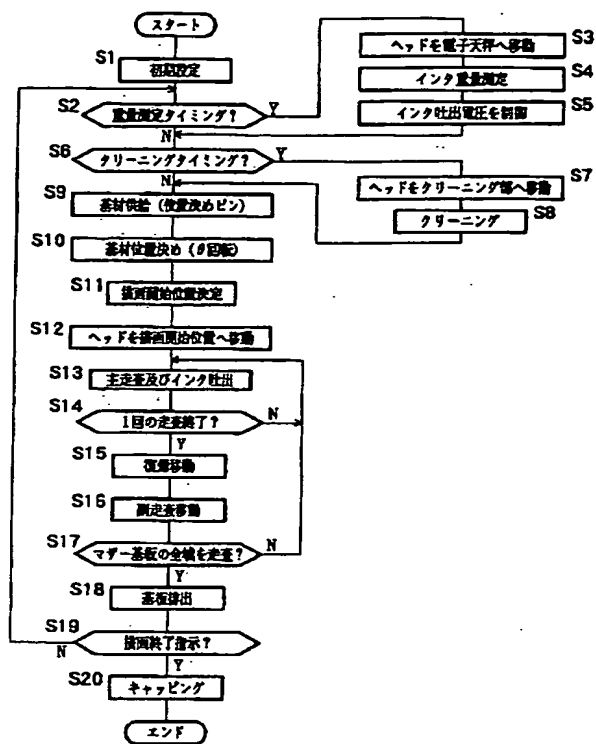 スタート
S1
初期設定
S2
重量測定タイミング?
Y
N
S3
ヘッドを電子天秤へ移動
S4
インク重量測定
S5
インク吐出電圧を制御
S6
クリーニングタイミング?
Y
N
S7
ヘッドをクリーニング部へ移動
S8
クリーニング
S9
基材供給(位置決めピン)
S10
基材位置決め(θ回転)
S11
描画開始位置決定
S12
ヘッドを描画開始位置へ移動
S13
主走査及びインク吐出
S14
1回の走査終了?
N
Y
S15
復帰移動
S16
副走査移動
S17
マザー基板の全域を走査?
N
Y
S18
基板排出
S19
描画終了指示?
N
Y
S20
キャッピング
エンド